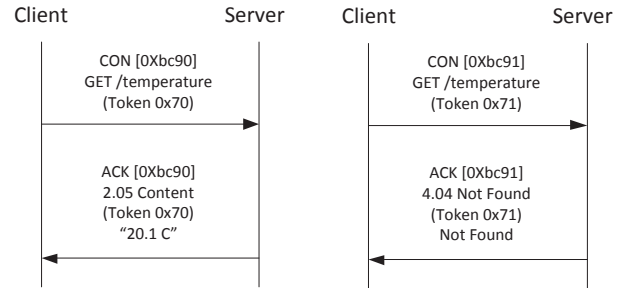 Client Server
CON [0Xbc90]
GET /temperature
(Token 0x70)
ACK [0Xbc90]
2.05 Content
(Token 0x70)
“20.1 C”
Client Server
CON [0Xbc91]
GET /temperature
(Token 0x71)
ACK [0Xbc91]
4.04 Not Found
(Token 0x71)
Not Found